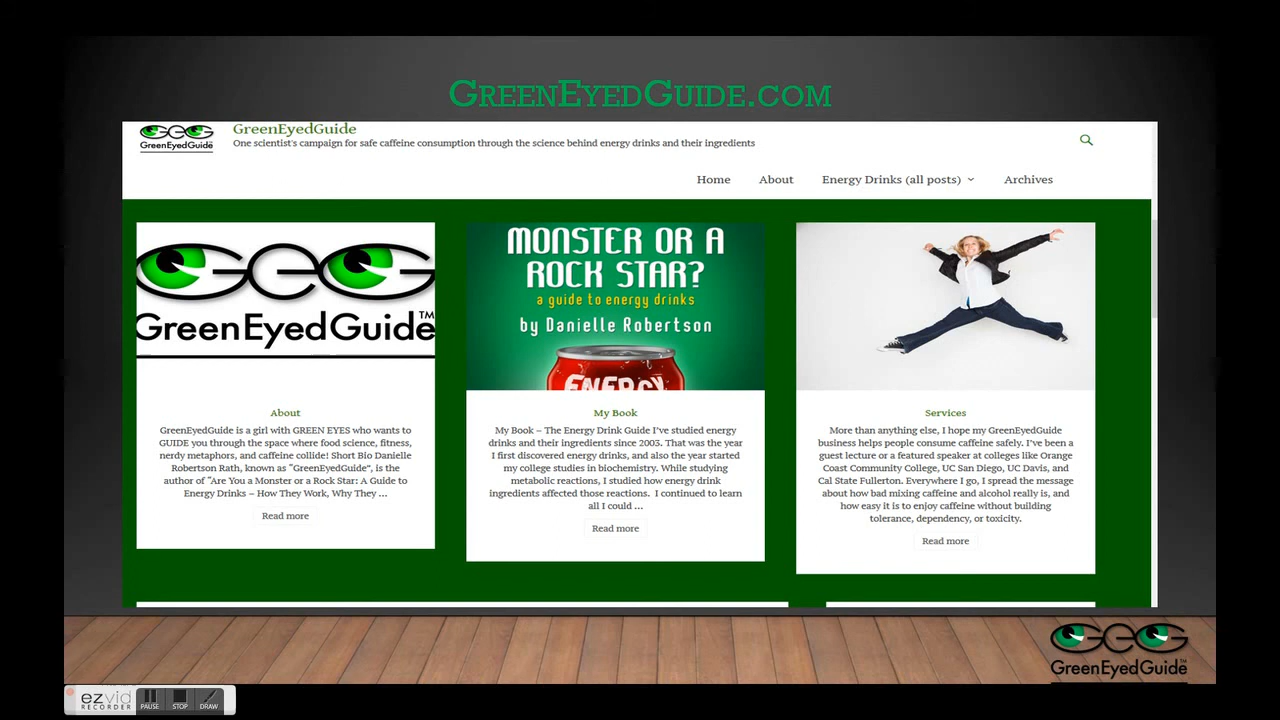 GreenEyedGuide.com
GreenEyedGuide
One scientist's campaign for safe caffeine consumption through the science behind energy drinks and their ingredients
GEG
GreenEyedGuide
Home About Energy Drinks (all posts) Archives
GEG
GreenEyedGuide™
About
GreenEyedGuide is a girl with GREEN EYES who wants to
GUIDE you through the space where food science, fitness,
nerdy metaphors, and caffeine collide! Short Bio Danielle
Robertson Rath, known as "GreenEyedGuide", is the
author of "Are You a Monster or a Rock Star: A Guide to
Energy Drinks – How They Work, Why They ...
Read more
MONSTER OR A
ROCK STAR?
a guide to energy drinks
by Danielle Robertson
ENERGY
My Book
My Book – The Energy Drink Guide I've studied energy
drinks and their ingredients since 2003. That was the year
I first discovered energy drinks, and also the year started
my college studies in biochemistry. While studying
metabolic reactions, I studied how energy drink
ingredients affected those reactions. I continued to learn
all I could ...
Read more
Services
More than anything else, I hope my GreenEyedGuide
business helps people consume caffeine safely. I've been a
guest lecture or a featured speaker at colleges like Orange
Coast Community College, UC San Diego, UC Davis, and
Cal State Fullerton. Everywhere I go, I spread the message
about how bad mixing caffeine and alcohol really is, and
how easy it is to enjoy caffeine without building
tolerance, dependency, or toxicity.
Read more
GEG
GreenEyedGuide™
ezvid
RECORDER
PAUSE STOP DRAW